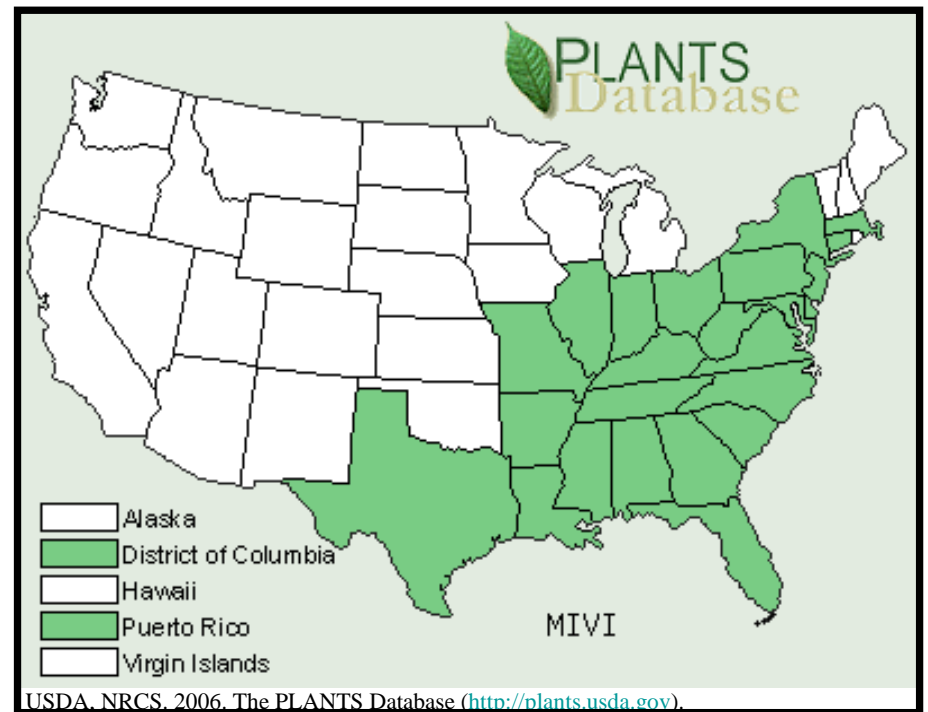 PLANTS
Database
Alaska
District of Columbia
Hawaii
Puerto Rico
Virgin Islands
MIVI
USDA, NRCS. 2006. The PLANTS Database (http://plants.usda.gov).